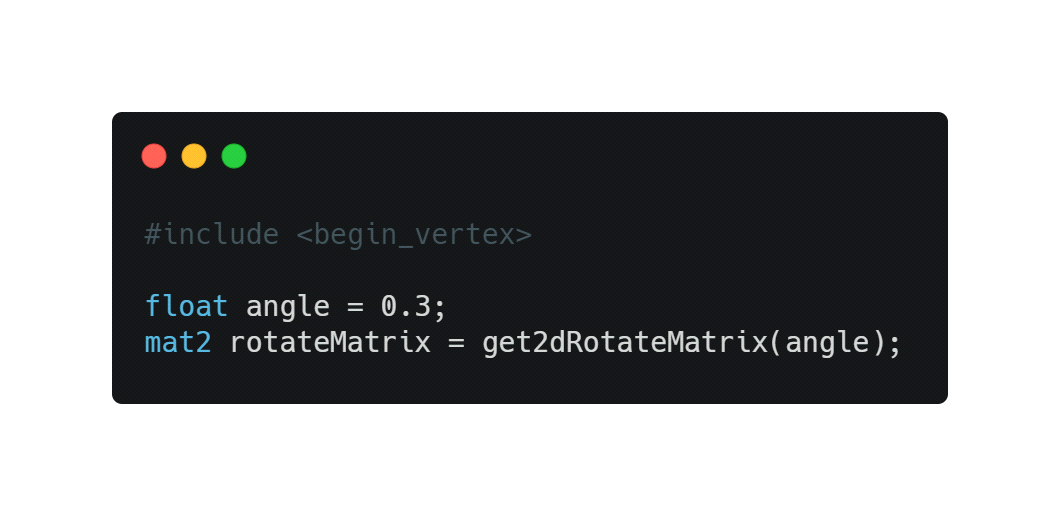 #include <begin_vertex>
float angle = 0.3;
mat2 rotateMatrix = get2dRotateMatrix(angle);